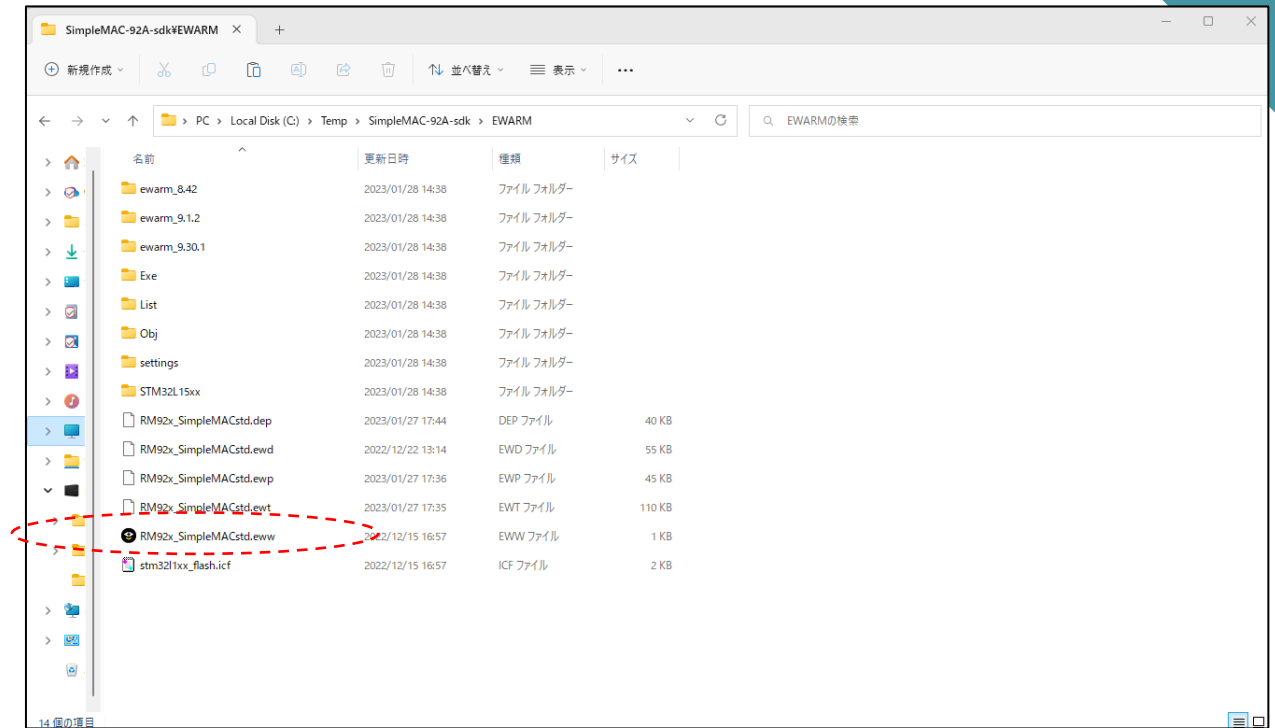 SimpleMAC-92A-sdk¥EWARM
新規作成
並べ替え
表示
PC > Local Disk (C:) > Temp > SimpleMAC-92A-sdk > EWARM
EWARMの検索
名前 更新日時 種類 サイズ
ewarm_8.42 2023/01/28 14:38 ファイル フォルダー
ewarm_9.1.2 2023/01/28 14:38 ファイル フォルダー
ewarm_9.30.1 2023/01/28 14:38 ファイル フォルダー
Exe 2023/01/28 14:38 ファイル フォルダー
List 2023/01/28 14:38 ファイル フォルダー
Obj 2023/01/28 14:38 ファイル フォルダー
settings 2023/01/28 14:38 ファイル フォルダー
STM32L15xx 2023/01/28 14:38 ファイル フォルダー
RM92x_SimpleMACstd.dep 2023/01/27 17:44 DEP ファイル 40 KB
RM92x_SimpleMACstd.ewd 2022/12/22 13:14 EWD ファイル 55 KB
RM92x_SimpleMACstd.ewp 2023/01/27 17:36 EWP ファイル 45 KB
RM92x_SimpleMACstd.ewt 2023/01/27 17:35 EWT ファイル 110 KB
RM92x_SimpleMACstd.eww 2022/12/15 16:57 EWW ファイル 1 KB
stm32l1xx_flash.icf 2022/12/15 16:57 ICF ファイル 2 KB
14 個の項目